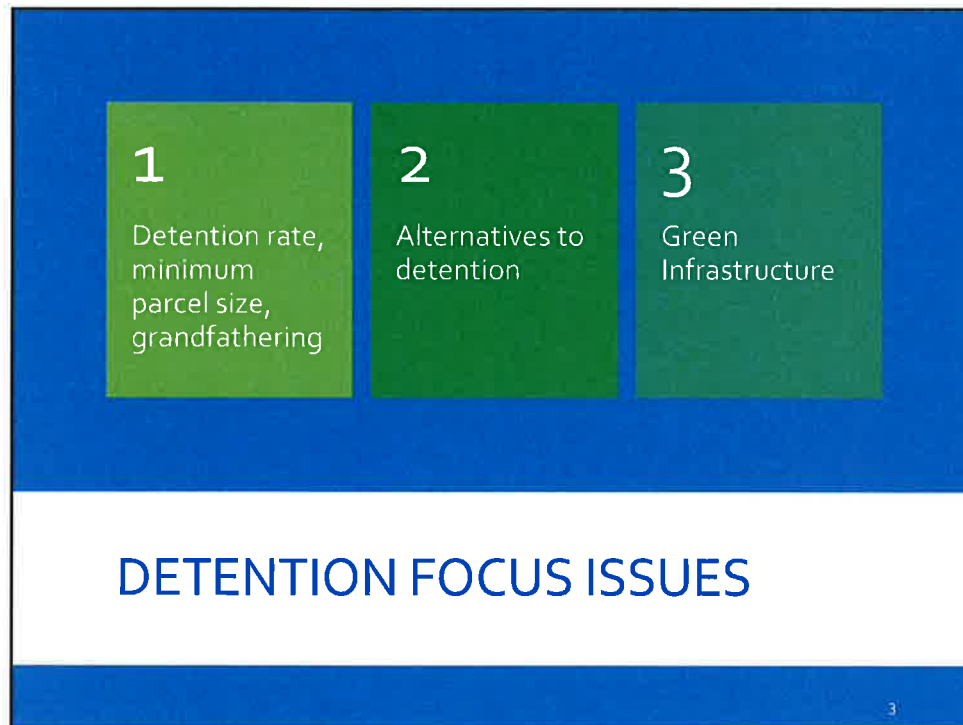 1
Detention rate,
minimum
parcel size,
grandfathering
2
Alternatives to
detention
3
Green
Infrastructure
DETENTION FOCUS ISSUES
3